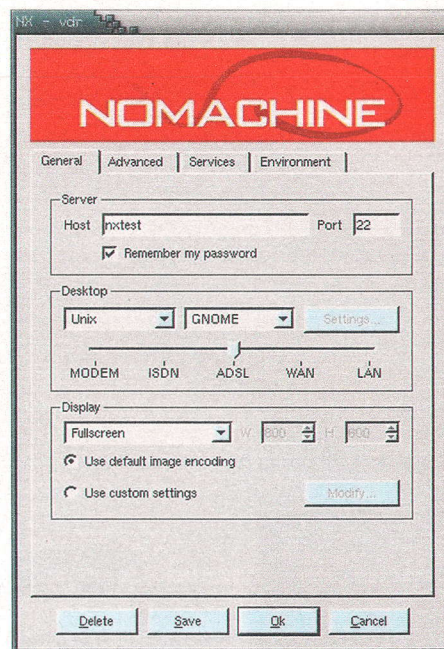 NX - vdr
NOMACHINE
General Advanced Services Environment
Server
Host nxtest Port 22
Remember my password
Desktop
Unix GNOME Settings...
MODEM ISDN ADSL WAN LAN
Display
Fullscreen W 800 H 600
Use default image encoding
Use custom settings Modify...
Delete Save Ok Cancel